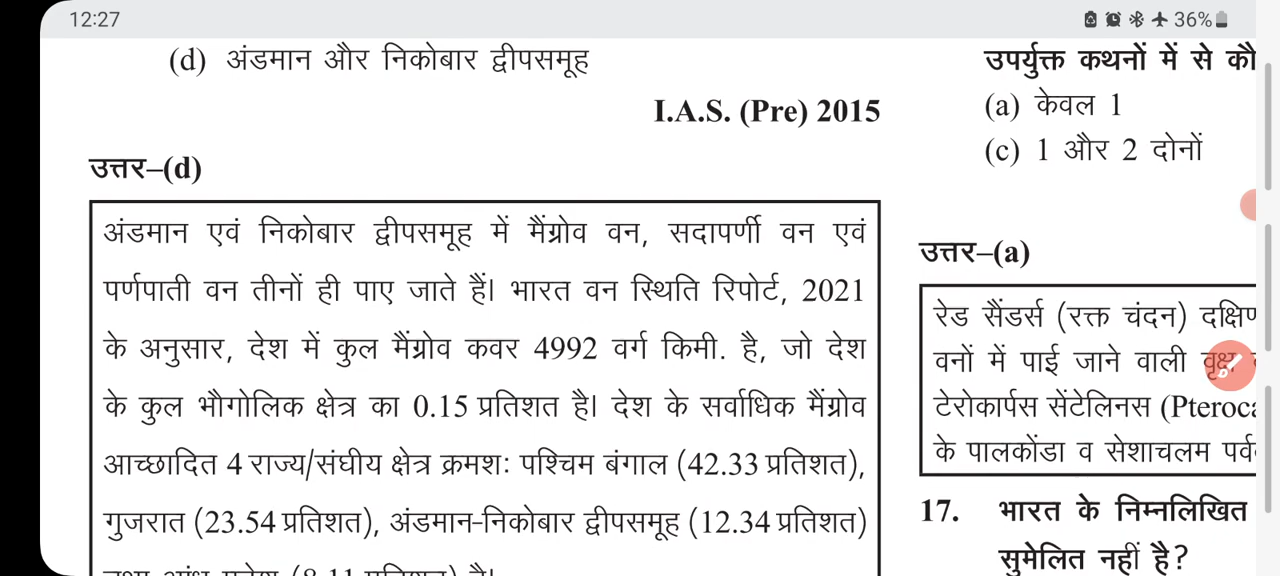 12:27
36%
(d) अंडमान और निकोबार द्वीपसमूह
I.A.S. (Pre) 2015
उत्तर–(d)
अंडमान एवं निकोबार द्वीपसमूह में मैंग्रोव वन, सदापर्णी वन एवं
पर्णपाती वन तीनों ही पाए जाते हैं। भारत वन स्थिति रिपोर्ट, 2021
के अनुसार, देश में कुल मैंग्रोव कवर 4992 वर्ग किमी. है, जो देश
के कुल भौगोलिक क्षेत्र का 0.15 प्रतिशत है। देश के सर्वाधिक मैंग्रोव
आच्छादित 4 राज्य/संघीय क्षेत्र क्रमशः पश्चिम बंगाल (42.33 प्रतिशत),
गुजरात (23.54 प्रतिशत), अंडमान-निकोबार द्वीपसमूह (12.34 प्रतिशत)
उपर्युक्त कथनों में से
(a) केवल 1
(c) 1 और 2 दोनों
उत्तर–(a)
रेड सैंडर्स (रक्त चंदन)
वनों में पाई जाने वाली वृक्ष
टेरोकार्पस सेंटेलिनस
के पालकोंडा व सेशाचलम
17. भारत के निम्नलिखित
सुमेलित नहीं है?